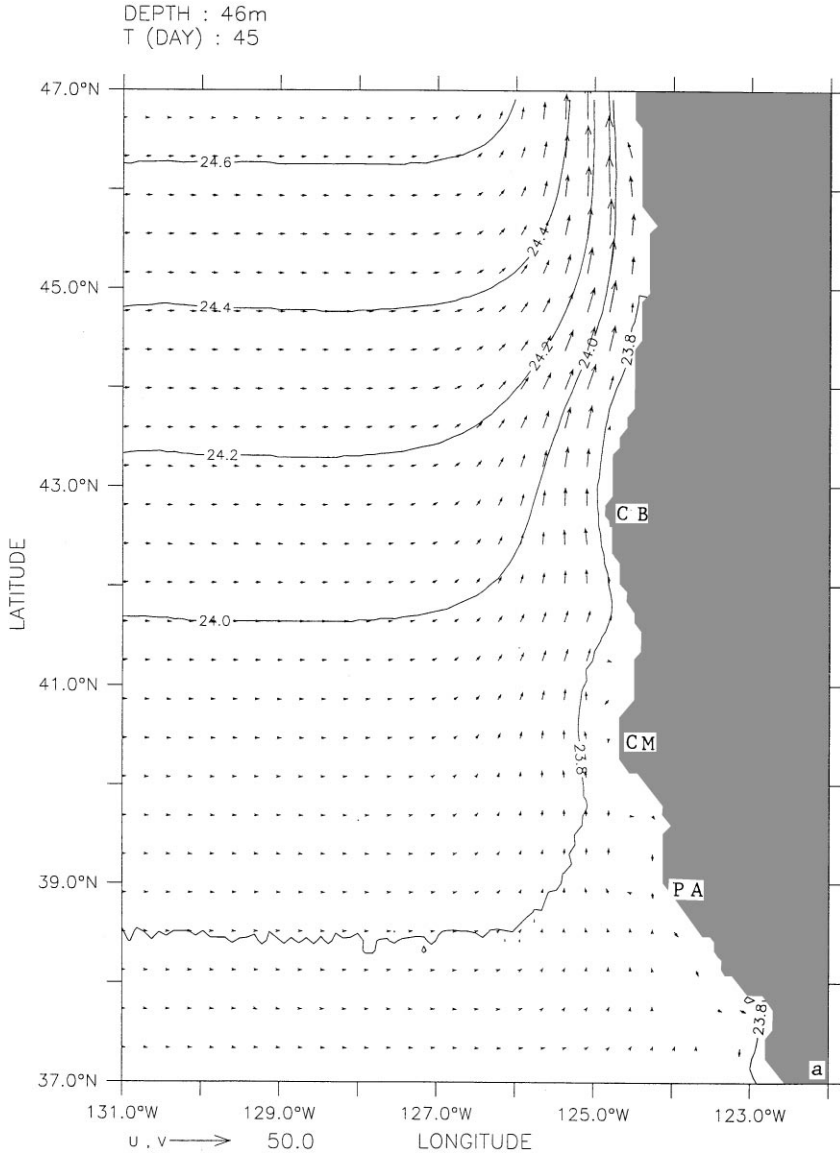 DEPTH : 46m
T (DAY) : 45
47.0°N
24.6
24.4
45.0°N
24.4
24.2
24.0
23.8
24.2
43.0°N
C B
LATITUDE
24.0
41.0°N
C M
23.8
39.0°N
P A
23.8
a
37.0°N
131.0°W 129.0°W 127.0°W 125.0°W 123.0°W
u , v 50.0 LONGITUDE